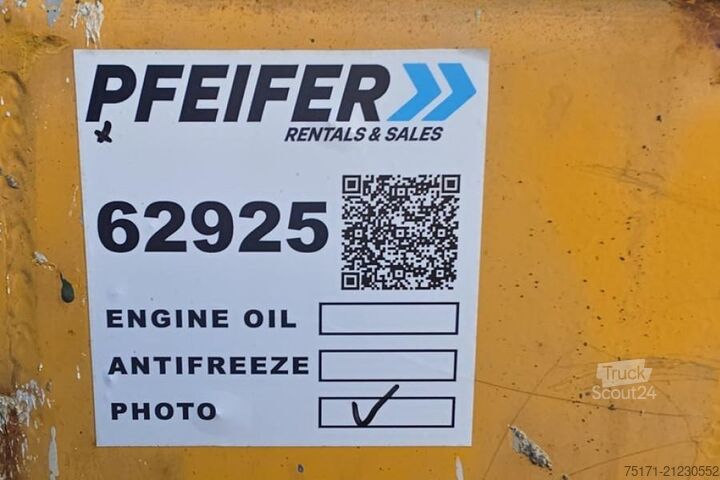 PFEIFER
RENTALS & SALES
62925
ENGINE OIL
ANTIFREEZE
PHOTO ✓
Truck
Scout24
75171-21230552